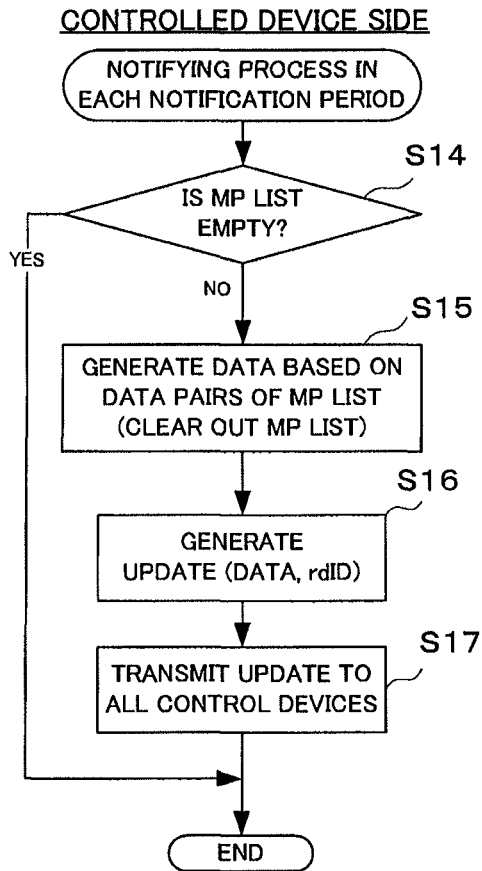 CONTROLLED DEVICE SIDE
NOTIFYING PROCESS IN
EACH NOTIFICATION PERIOD
S14
IS MP LIST
EMPTY?
YES
NO
S15
GENERATE DATA BASED ON
DATA PAIRS OF MP LIST
(CLEAR OUT MP LIST)
S16
GENERATE
UPDATE (DATA, rdID)
S17
TRANSMIT UPDATE TO
ALL CONTROL DEVICES
END